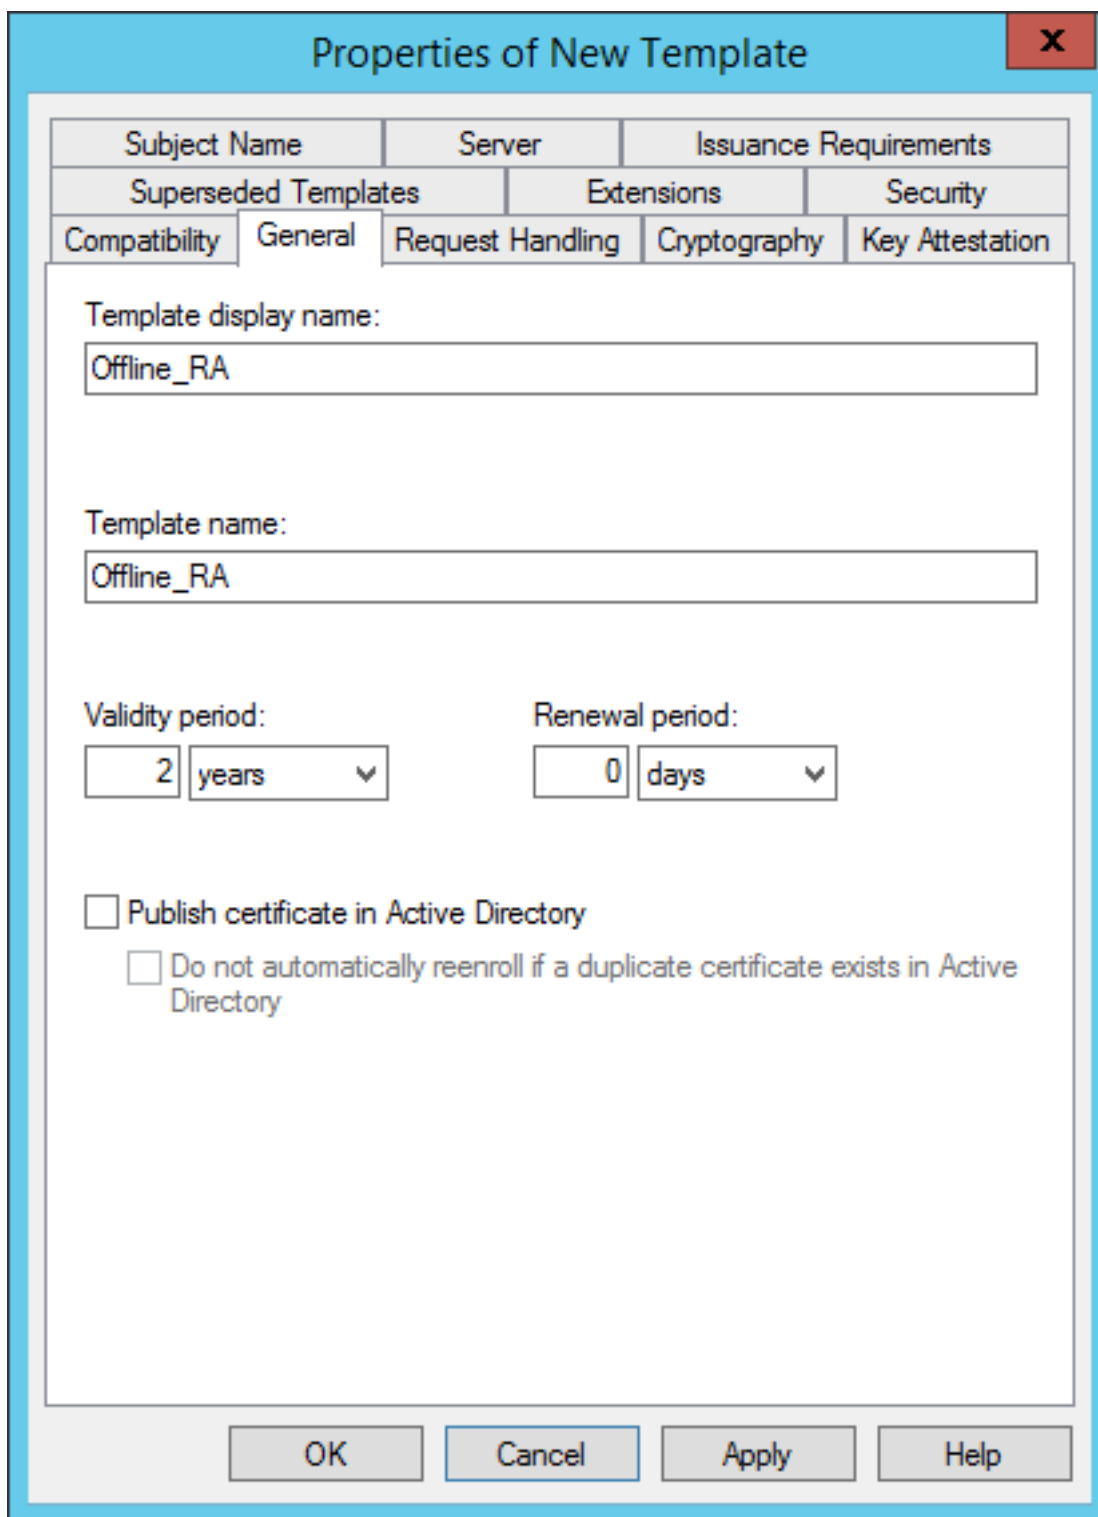 Properties of New Template
x
Subject Name Server Issuance Requirements
Superseded Templates Extensions Security
Compatibility General Request Handling Cryptography Key Attestation
Template display name:
Offline_RA
Template name:
Offline_RA
Validity period: Renewal period:
2 years 0 days
Publish certificate in Active Directory
Do not automatically reenroll if a duplicate certificate exists in Active
Directory
OK Cancel Apply Help